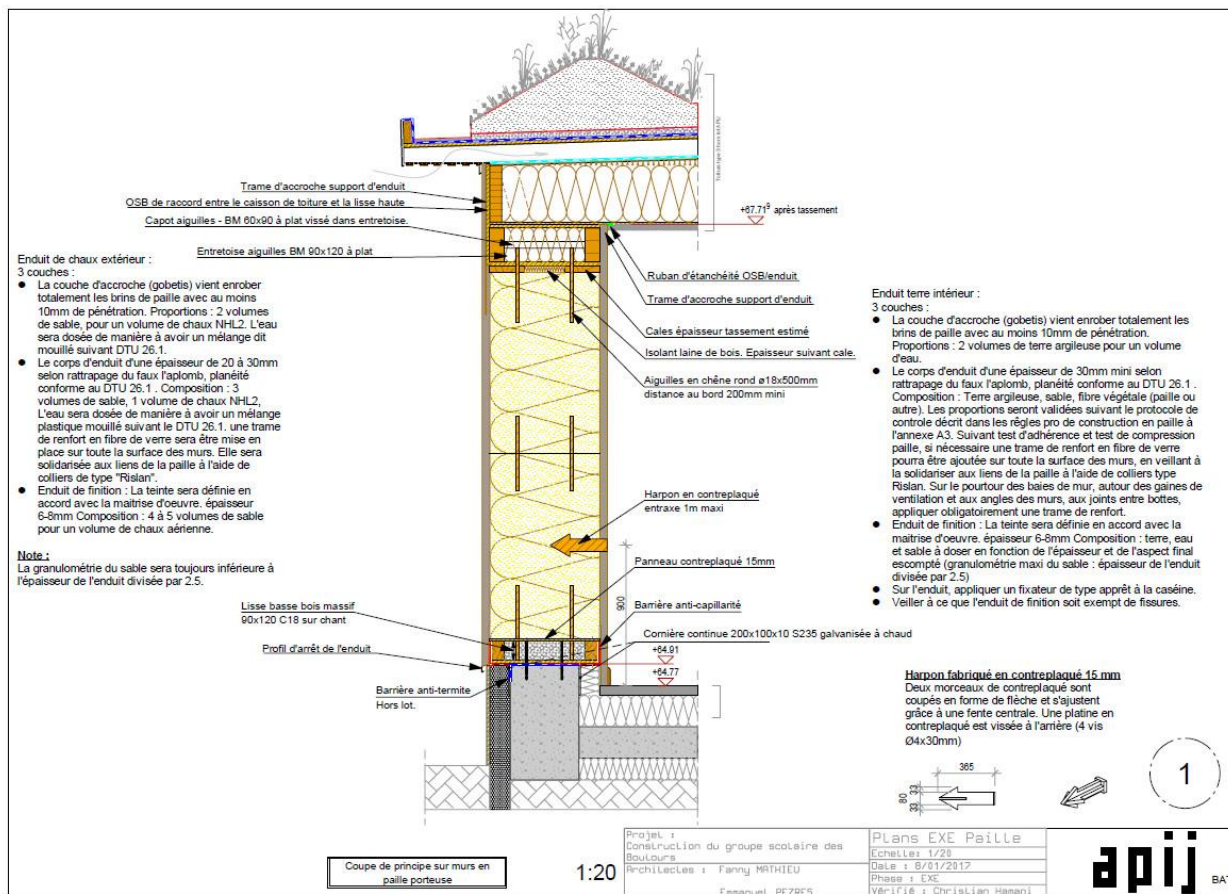 Trame d'accroche support d'enduit
OSB de raccord entre le caisson de toiture et la lisse haute
Capot aiguilles - BM 60x90 à plat vissé dans entretoise.
Entretoise aiguilles BM 90x120 à plat
+67.71⁹ après tassement
Ruban d'étanchéité OSB/enduit
Trame d'accroche support d'enduit
Cales épaisseur tassement estimé
Isolant laine de bois. Epaisseur suivant cale.
Aiguilles en chêne rond ø18x500mm
distance au bord 200mm mini
Enduit de chaux extérieur :
3 couches :
● La couche d'accroche (gobetis) vient enrober
totalement les brins de paille avec au moins
10mm de pénétration. Proportions : 2 volumes
de sable, pour un volume de chaux NHL2. L'eau
sera dosée de manière à avoir un mélange dit
mouillé suivant DTU 26.1.
● Le corps d'enduit d'une épaisseur de 20 à 30mm
selon rattrapage du faux l'aplomb, planéité
conforme au DTU 26.1 . Composition : 3
volumes de sable, 1 volume de chaux NHL2,
L'eau sera dosée de manière à avoir un mélange
plastique mouillé suivant le DTU 26.1. une trame
de renfort en fibre de verre sera être mise en
place sur toute la surface des murs. Elle sera
solidarisée aux liens de la paille à l'aide de
colliers de type "Rislan".
● Enduit de finition : La teinte sera définie en
accord avec la maitrise d'oeuvre. épaisseur
6-8mm Composition : 4 à 5 volumes de sable
pour un volume de chaux aérienne.
Note :
La granulométrie du sable sera toujours inférieure à
l'épaisseur de l'enduit divisée par 2.5.
Enduit terre intérieur :
3 couches :
● La couche d'accroche (gobetis) vient enrober totalement les
brins de paille avec au moins 10mm de pénétration.
Proportions : 2 volumes de terre argileuse pour un volume
d'eau.
● Le corps d'enduit d'une épaisseur de 30mm mini selon
rattrapage du faux l'aplomb, planéité conforme au DTU 26.1 .
Composition : Terre argileuse, sable, fibre végétale (paille ou
autre). Les proportions seront validées suivant le protocole de
controle décrit dans les règles pro de construction en paille à
l'annexe A3. Suivant test d'adhérence et test de compression
paille, si nécessaire une trame de renfort en fibre de verre
pourra être ajoutée sur toute la surface des murs, en veillant à
la solidariser aux liens de la paille à l'aide de colliers type
Rislan. Sur le pourtour des baies de mur, autour des gaines de
ventilation et aux angles des murs, aux joints entre bottes,
appliquer obligatoirement une trame de renfort.
● Enduit de finition : La teinte sera définie en accord avec la
maitrise d'oeuvre. épaisseur 6-8mm Composition : terre, eau
et sable à doser en fonction de l'épaisseur et de l'aspect final
escompté (granulométrie maxi du sable : épaisseur de l'enduit
divisée par 2.5)
● Sur l'enduit, appliquer un fixateur de type apprêt à la caséine.
● Veiller à ce que l'enduit de finition soit exempt de fissures.
Harpon en contreplaqué
entraxe 1m maxi
Panneau contreplaqué 15mm
900
Lisse basse bois massif
90x120 C18 sur chant
Barrière anti-capillarité
Cornière continue 200x100x10 S235 galvanisée à chaud
Profil d'arrêt de l'enduit
+64.91
+64.77
Barrière anti-termite
Hors lot.
Harpon fabriqué en contreplaqué 15 mm
Deux morceaux de contreplaqué sont
coupés en forme de flèche et s'ajustent
grâce à une fente centrale. Une platine en
contreplaqué est vissée à l'arrière (4 vis
Ø4x30mm)
365
80
33
33
1
Coupe de principe sur murs en
paille porteuse
1:20
Projet :
Construction du groupe scolaire des
Boulours
Architectes : Fanny MATHIEU
Emmanuel PEZRES
Plans EXE Paille
Echelle: 1/20
Date : 6/01/2017
Phase : EXE
Vérifié : Christian Hamani
apij
BAT